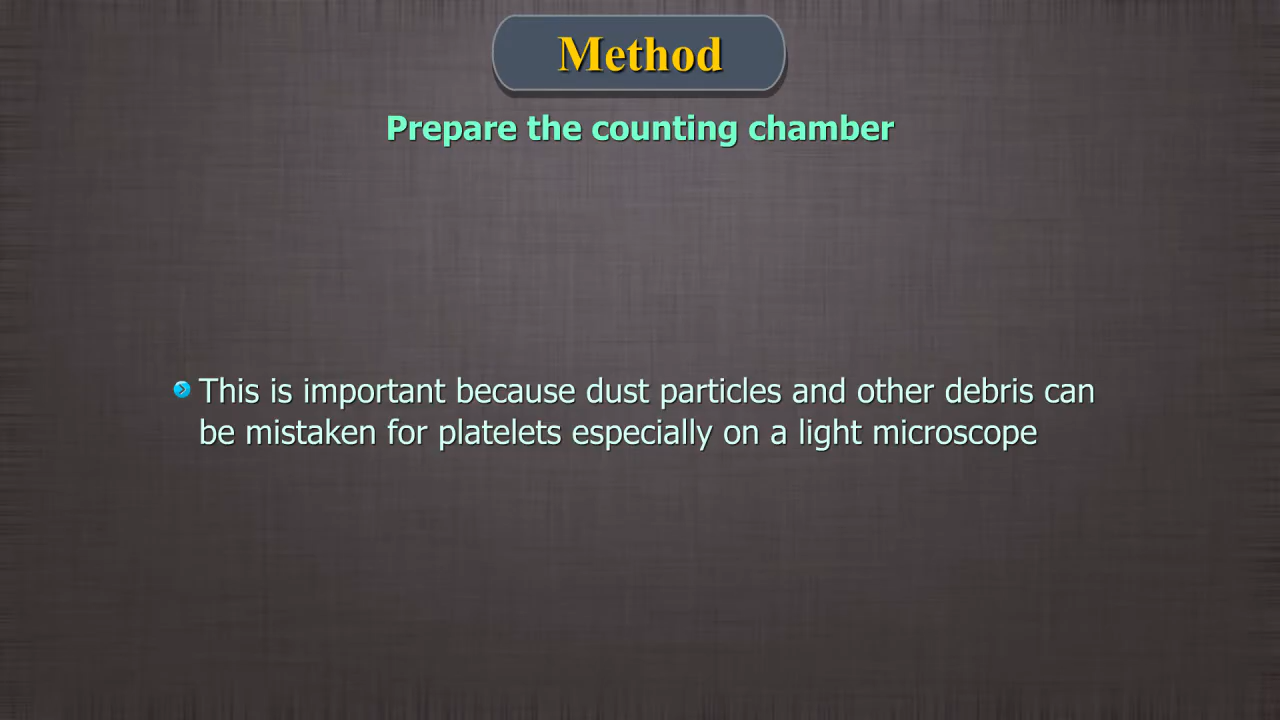 Method
Prepare the counting chamber
This is important because dust particles and other debris can
be mistaken for platelets especially on a light microscope